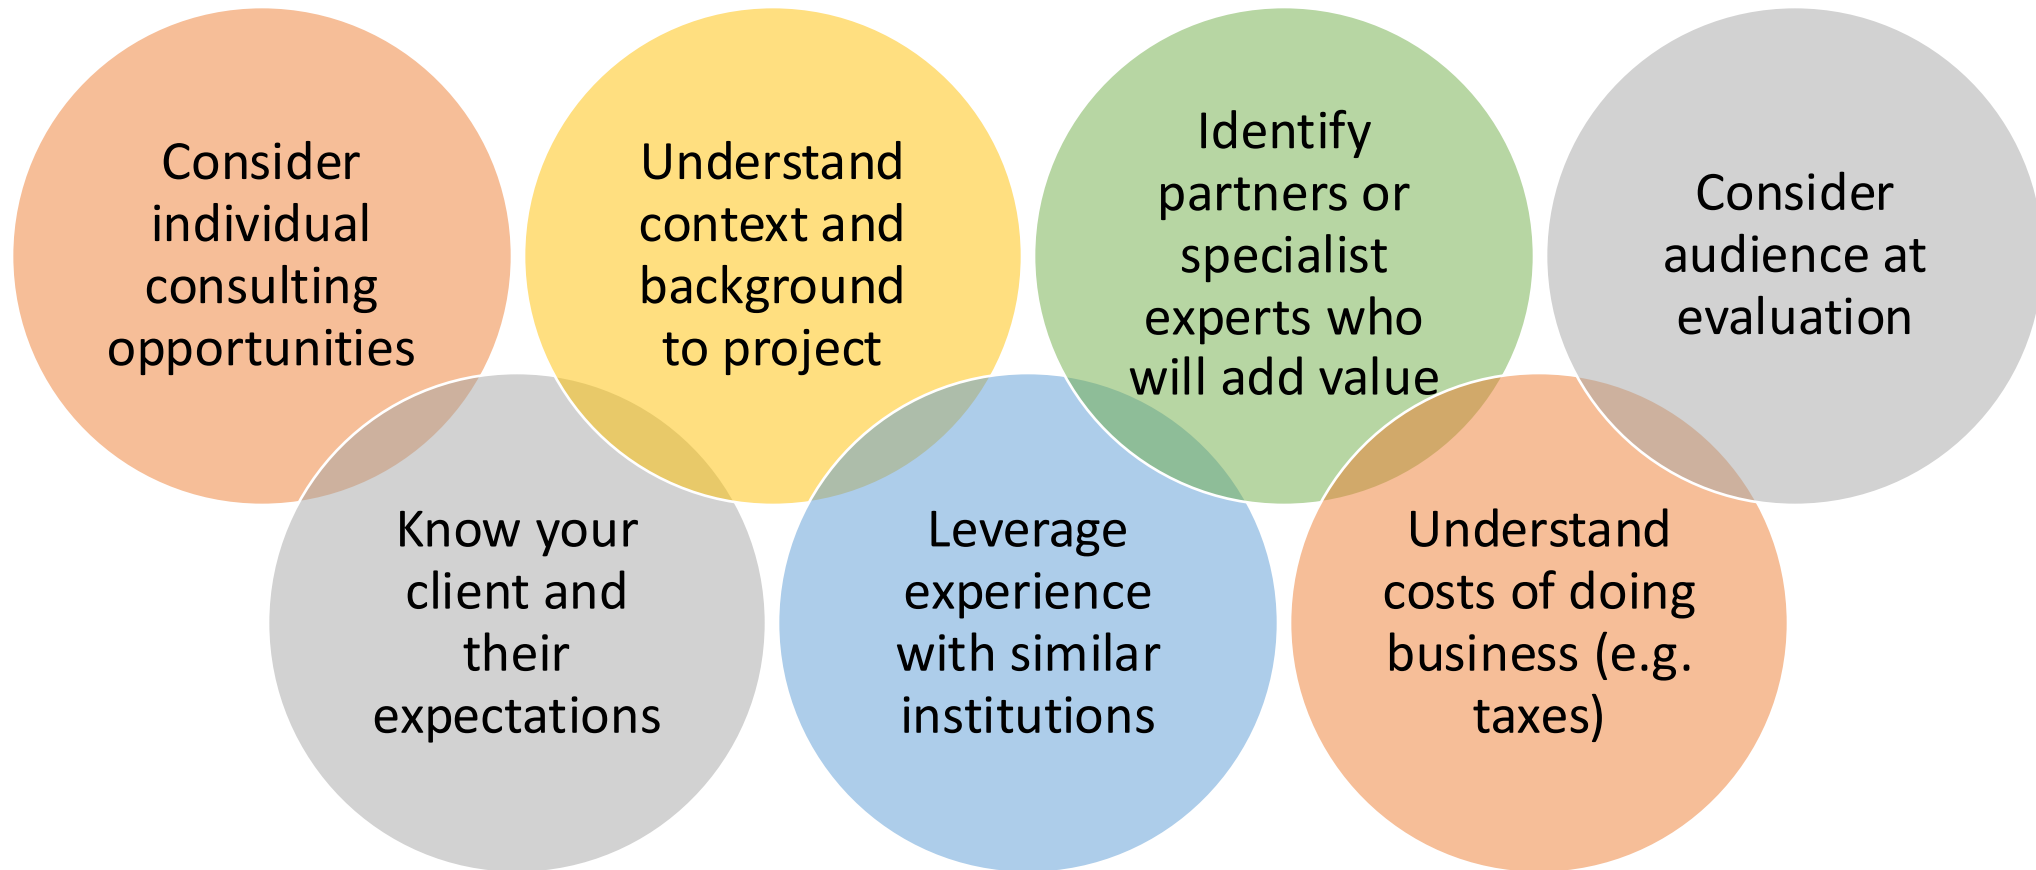 Consider
individual
consulting
opportunities
Know your
client and
their
expectations
Understand
context and
background
to project
Leverage
experience
with similar
institutions
Identify
partners or
specialist
experts who
will add value
Understand
costs of doing
business (e.g.
taxes)
Consider
audience at
evaluation